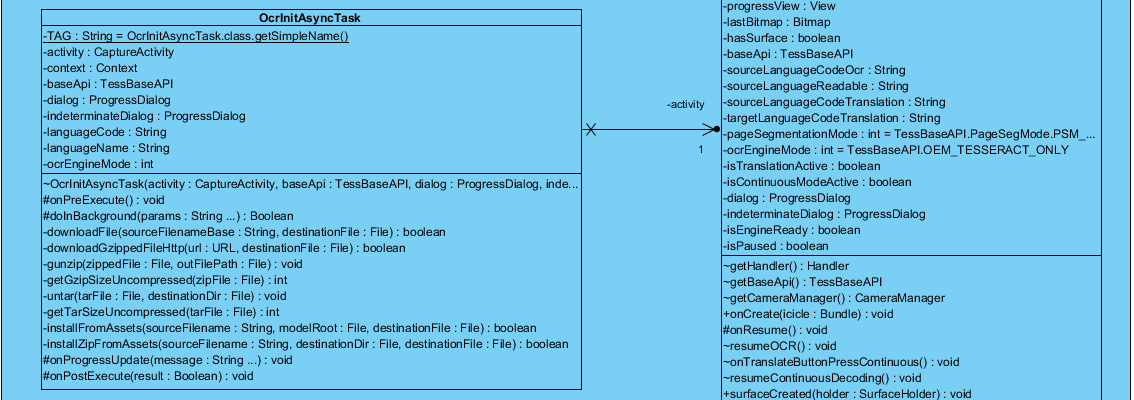 OcrInitAsyncTask
-TAG : String = OcrInitAsyncTask.class.getSimpleName()
-activity : CaptureActivity
-context : Context
-baseApi : TessBaseAPI
-dialog : ProgressDialog
-indeterminateDialog : ProgressDialog
-languageCode : String
-languageName : String
-ocrEngineMode : int
~OcrInitAsyncTask(activity : CaptureActivity, baseApi : TessBaseAPI, dialog : ProgressDialog, inde...
#onPreExecute() : void
#doInBackground(params : String ...) : Boolean
-downloadFile(sourceFilenameBase : String, destinationFile : File) : boolean
-downloadGzippedFileHttp(url : URL, destinationFile : File) : boolean
-gunzip(zippedFile : File, outFilePath : File) : void
-getGzipSizeUncompressed(zipFile : File) : int
-untar(tarFile : File, destinationDir : File) : void
-getTarSizeUncompressed(tarFile : File) : int
-installFromAssets(sourceFilename : String, modelRoot : File, destinationFile : File) : boolean
-installZipFromAssets(sourceFilename : String, destinationDir : File, destinationFile : File) : boolean
#onProgressUpdate(message : String ...) : void
#onPostExecute(result : Boolean) : void
-activity
1
-progressView : View
-lastBitmap : Bitmap
-hasSurface : boolean
-baseApi : TessBaseAPI
-sourceLanguageCodeOcr : String
-sourceLanguageReadable : String
-sourceLanguageCodeTranslation : String
-targetLanguageCodeTranslation : String
-pageSegmentationMode : int = TessBaseAPI.PageSegMode.PSM_...
-ocrEngineMode : int = TessBaseAPI.OEM_TESSERACT_ONLY
-isTranslationActive : boolean
-isContinuousModeActive : boolean
-dialog : ProgressDialog
-indeterminateDialog : ProgressDialog
-isEngineReady : boolean
-isPaused : boolean
~getHandler() : Handler
~getBaseApi() : TessBaseAPI
~getCameraManager() : CameraManager
+onCreate(icicle : Bundle) : void
#onResume() : void
~resumeOCR() : void
~onTranslateButtonPressContinuous() : void
~resumeContinuousDecoding() : void
+surfaceCreated(holder : SurfaceHolder) : void